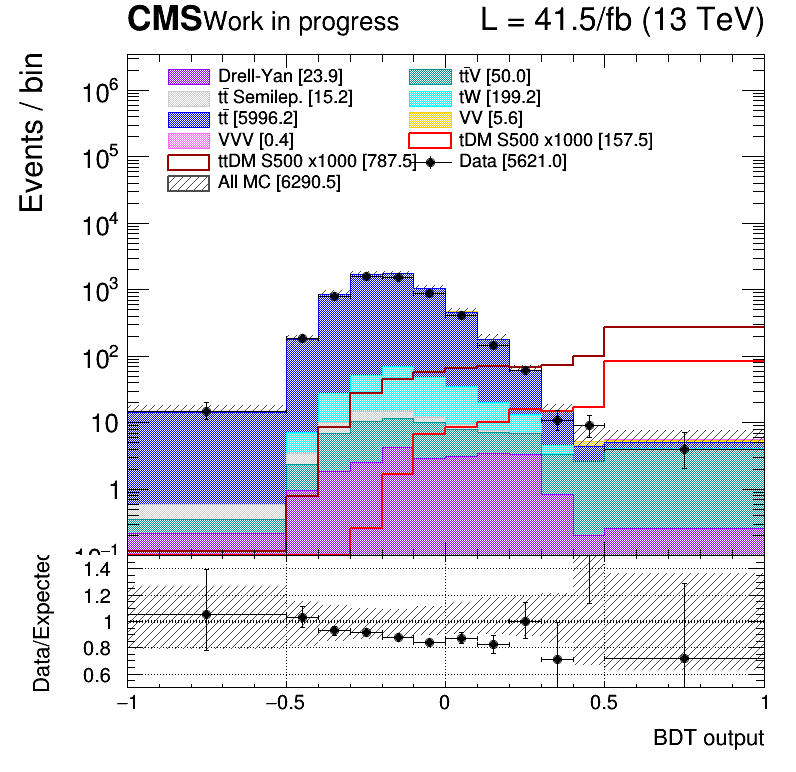 CMS Work in progress L = 41.5/fb (13 TeV)
Events / bin
Drell-Yan [23.9] tt̄V [50.0]
tt̄ Semilep. [15.2] tW [199.2]
tt̄ [5996.2] VV [5.6]
VVV [0.4] tDM S500 x1000 [157.5]
ttDM S500 x1000 [787.5] Data [5621.0]
All MC [6290.5]
10⁶
10⁵
10⁴
10³
10²
10
1
10⁻¹
Data/Expected
1.4
1.2
1
0.8
0.6
−1 −0.5 0 0.5 1
BDT output